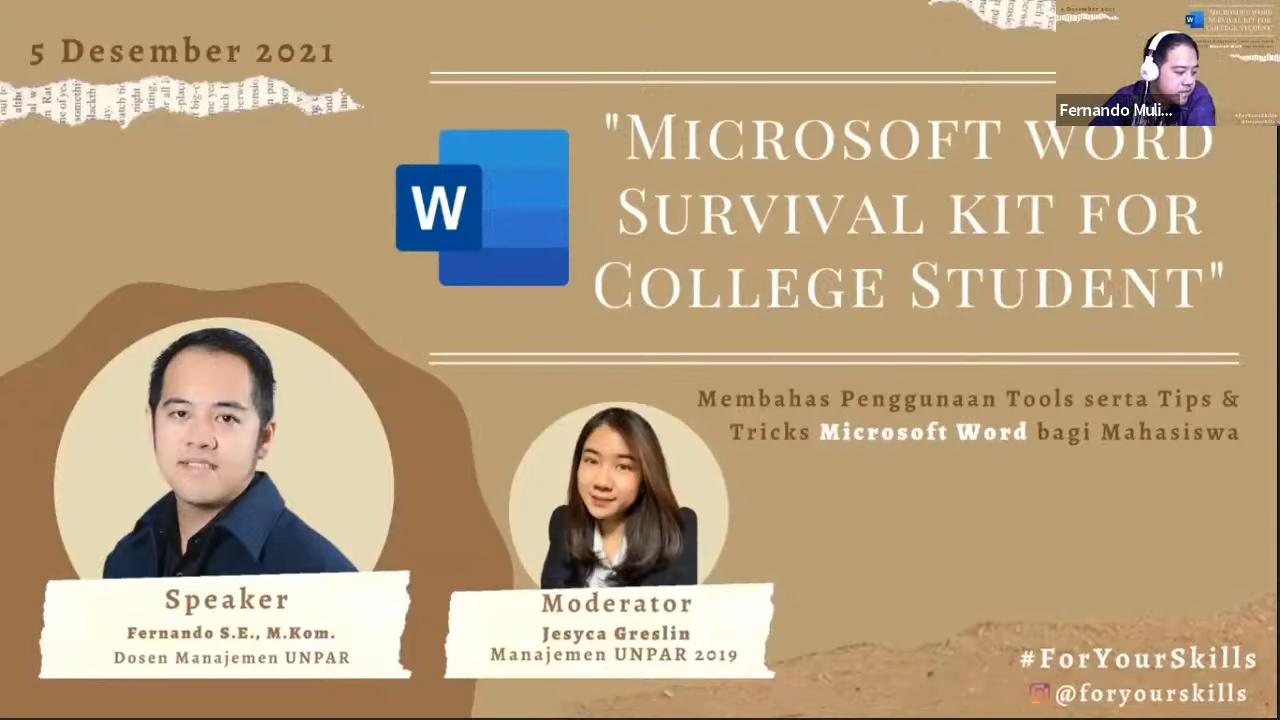 5 Desember 2021
Fernando Muli...
W
"MICROSOFT WORD
SURVIVAL KIT FOR
COLLEGE STUDENT"
Membahas Penggunaan Tools serta Tips &
Tricks Microsoft Word bagi Mahasiswa
Speaker
Fernando S.E., M.Kom.
Dosen Manajemen UNPAR
Moderator
Jesyca Greslin
Manajemen UNPAR 2019
#ForYourSkills
@foryourskills